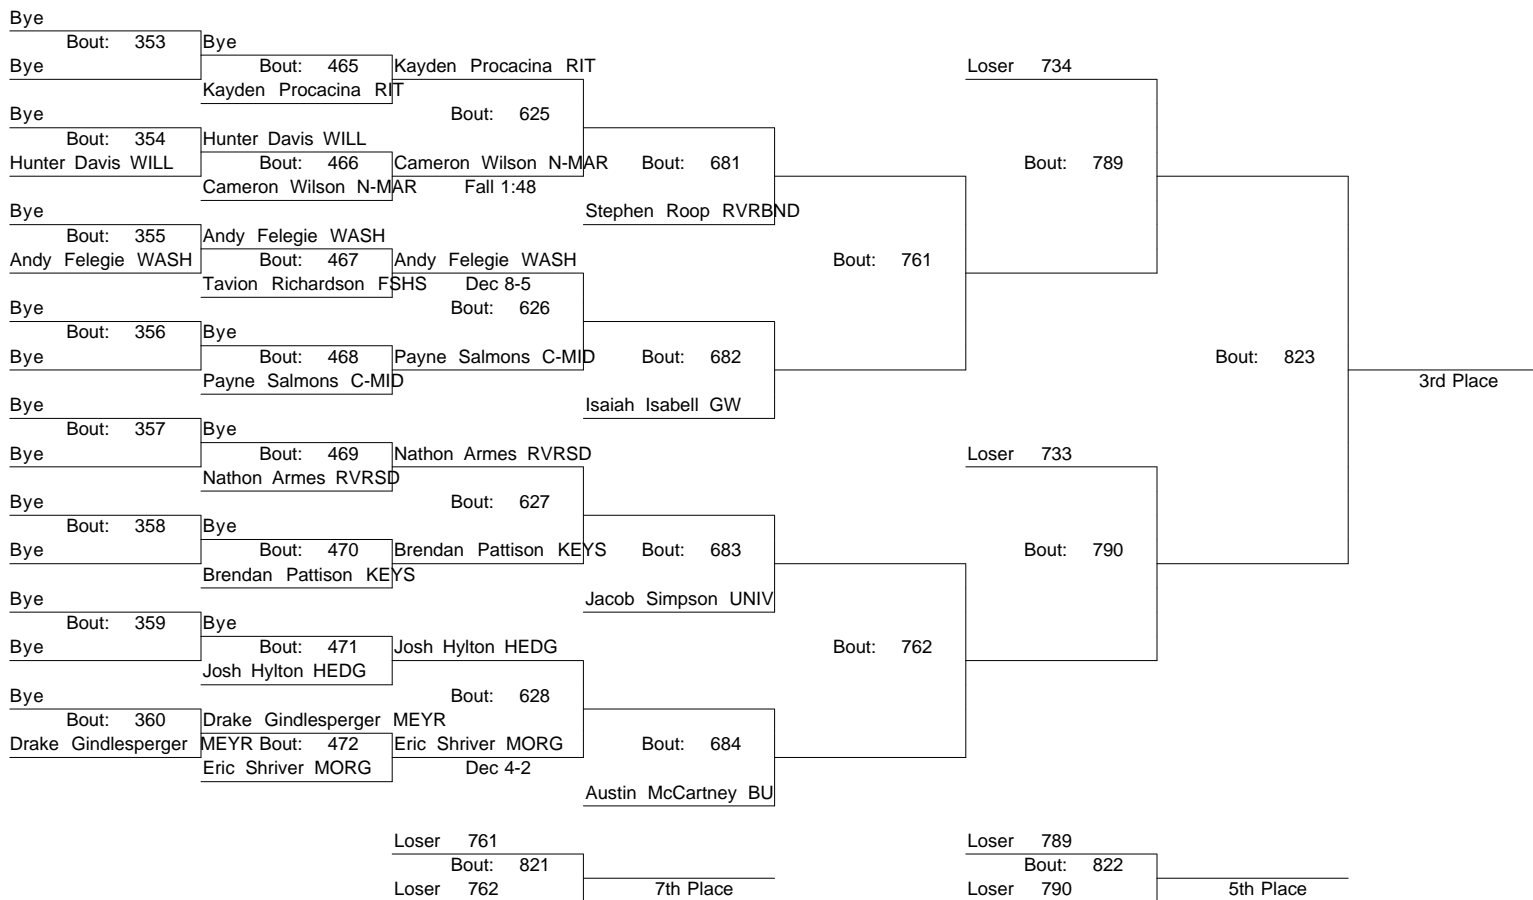 Bye
Bout: 353 Bye
Bye Bout: 465 Kayden Procacina RIT Loser 734
Kayden Procacina RIT
Bye Bout: 625
Bout: 354 Hunter Davis WILL
Hunter Davis WILL Bout: 466 Cameron Wilson N-MAR Bout: 681 Bout: 789
Cameron Wilson N-MAR Fall 1:48
Bye Stephen Roop RVRBND
Bout: 355 Andy Felegie WASH
Andy Felegie WASH Bout: 467 Andy Felegie WASH Bout: 761
Tavion Richardson FSHS Dec 8-5
Bye Bout: 626
Bout: 356 Bye
Bye Bout: 468 Payne Salmons C-MID Bout: 682 Bout: 823
Payne Salmons C-MID 3rd Place
Bye Isaiah Isabell GW
Bout: 357 Bye
Bye Bout: 469 Nathon Armes RVRSD Loser 733
Nathon Armes RVRSD
Bye Bout: 627
Bout: 358 Bye
Bye Bout: 470 Brendan Pattison KEYS Bout: 683 Bout: 790
Brendan Pattison KEYS
Bye Jacob Simpson UNIV
Bout: 359 Bye
Bye Bout: 471 Josh Hylton HEDG Bout: 762
Josh Hylton HEDG
Bye Bout: 628
Bout: 360 Drake Gindlesperger MEYR
Drake Gindlesperger MEYR Bout: 472 Eric Shriver MORG Bout: 684
Eric Shriver MORG Dec 4-2
Austin McCartney BU
Loser 761 Loser 789
Bout: 821 Bout: 822
Loser 762 7th Place Loser 790 5th Place